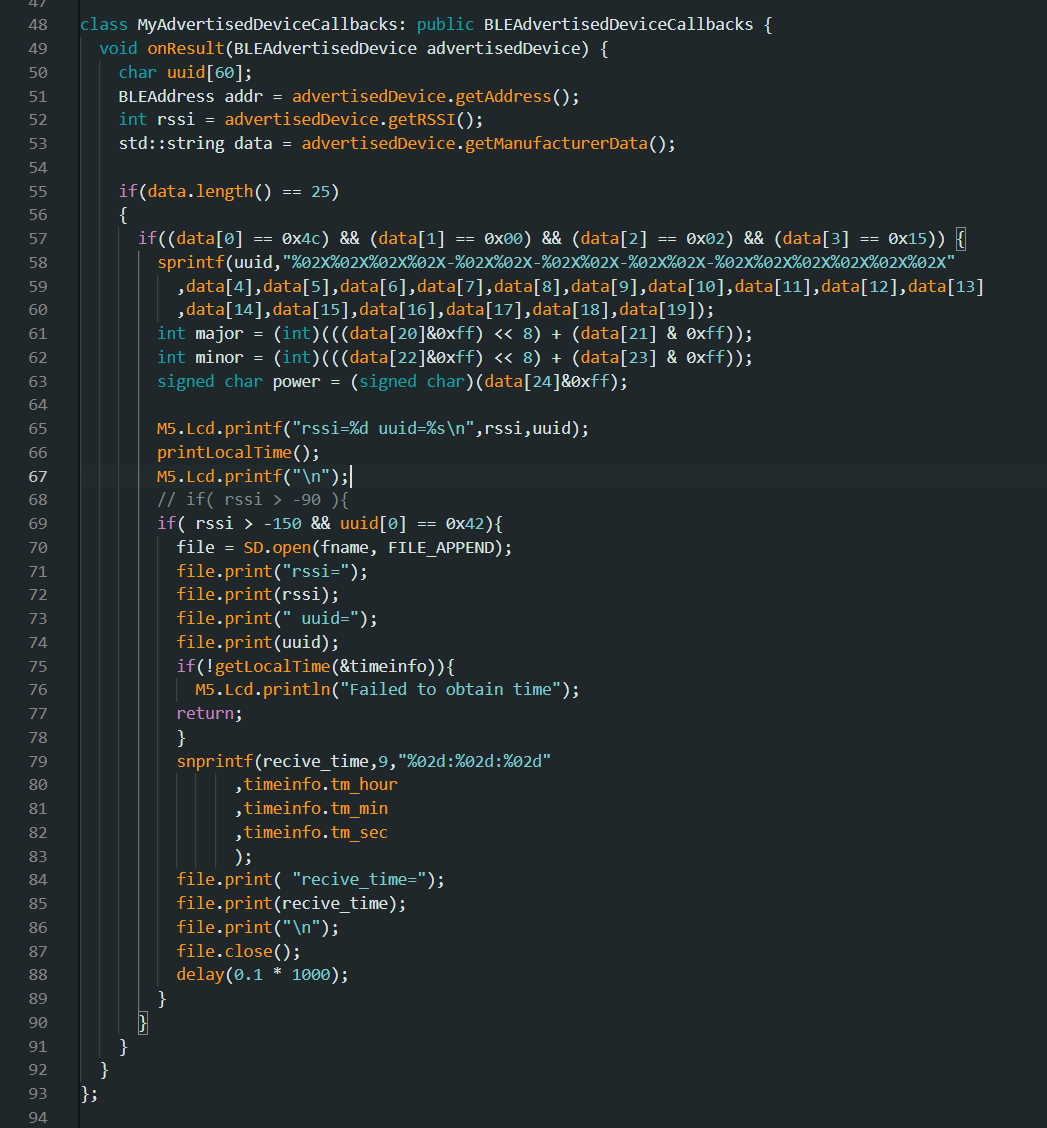 47
48 class MyAdvertisedDeviceCallbacks: public BLEAdvertisedDeviceCallbacks {
49   void onResult(BLEAdvertisedDevice advertisedDevice) {
50     char uuid[60];
51     BLEAddress addr = advertisedDevice.getAddress();
52     int rssi = advertisedDevice.getRSSI();
53     std::string data = advertisedDevice.getManufacturerData();
54
55     if(data.length() == 25)
56     {
57       if((data[0] == 0x4c) && (data[1] == 0x00) && (data[2] == 0x02) && (data[3] == 0x15)) {
58         sprintf(uuid,"%02X%02X%02X%02X-%02X%02X-%02X%02X-%02X%02X-%02X%02X%02X%02X%02X%02X"
59           ,data[4],data[5],data[6],data[7],data[8],data[9],data[10],data[11],data[12],data[13]
60           ,data[14],data[15],data[16],data[17],data[18],data[19]);
61         int major = (int)(((data[20]&0xff) << 8) + (data[21] & 0xff));
62         int minor = (int)(((data[22]&0xff) << 8) + (data[23] & 0xff));
63         signed char power = (signed char)(data[24]&0xff);
64
65         M5.Lcd.printf("rssi=%d uuid=%s\n",rssi,uuid);
66         printLocalTime();
67         M5.Lcd.printf("\n");
68         // if( rssi > -90 ){
69         if( rssi > -150 && uuid[0] == 0x42){
70           file = SD.open(fname, FILE_APPEND);
71           file.print("rssi=");
72           file.print(rssi);
73           file.print(" uuid=");
74           file.print(uuid);
75           if(!getLocalTime(&timeinfo)){
76             M5.Lcd.println("Failed to obtain time");
77           return;
78           }
79           snprintf(recive_time,9,"%02d:%02d:%02d"
80                 ,timeinfo.tm_hour
81                 ,timeinfo.tm_min
82                 ,timeinfo.tm_sec
83                 );
84           file.print( "recive_time=");
85           file.print(recive_time);
86           file.print("\n");
87           file.close();
88           delay(0.1 * 1000);
89         }
90       }
91     }
92   }
93 };
94